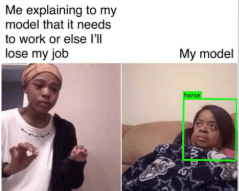 Me explaining to my
model that it needs
to work or else I'll
lose my job
My model
horse